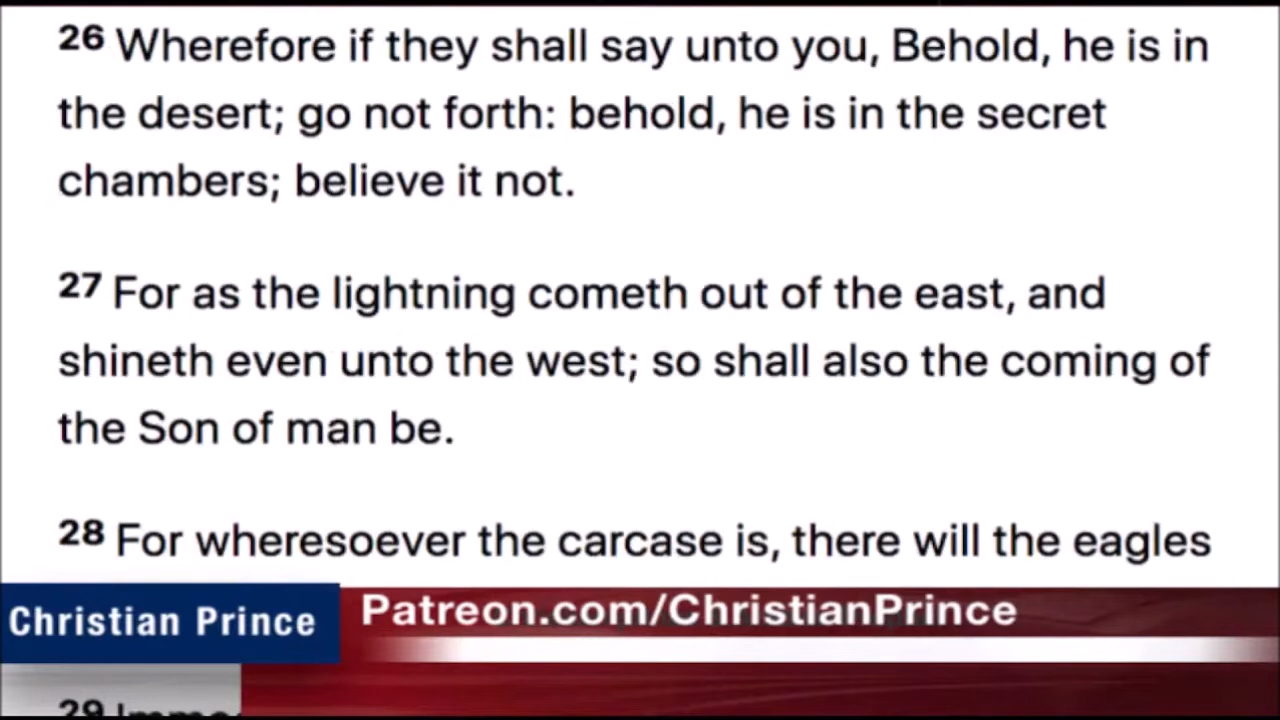 26 Wherefore if they shall say unto you, Behold, he is in
the desert; go not forth: behold, he is in the secret
chambers; believe it not.
27 For as the lightning cometh out of the east, and
shineth even unto the west; so shall also the coming of
the Son of man be.
28 For wheresoever the carcase is, there will the eagles
Christian Prince
Patreon.com/ChristianPrince
29